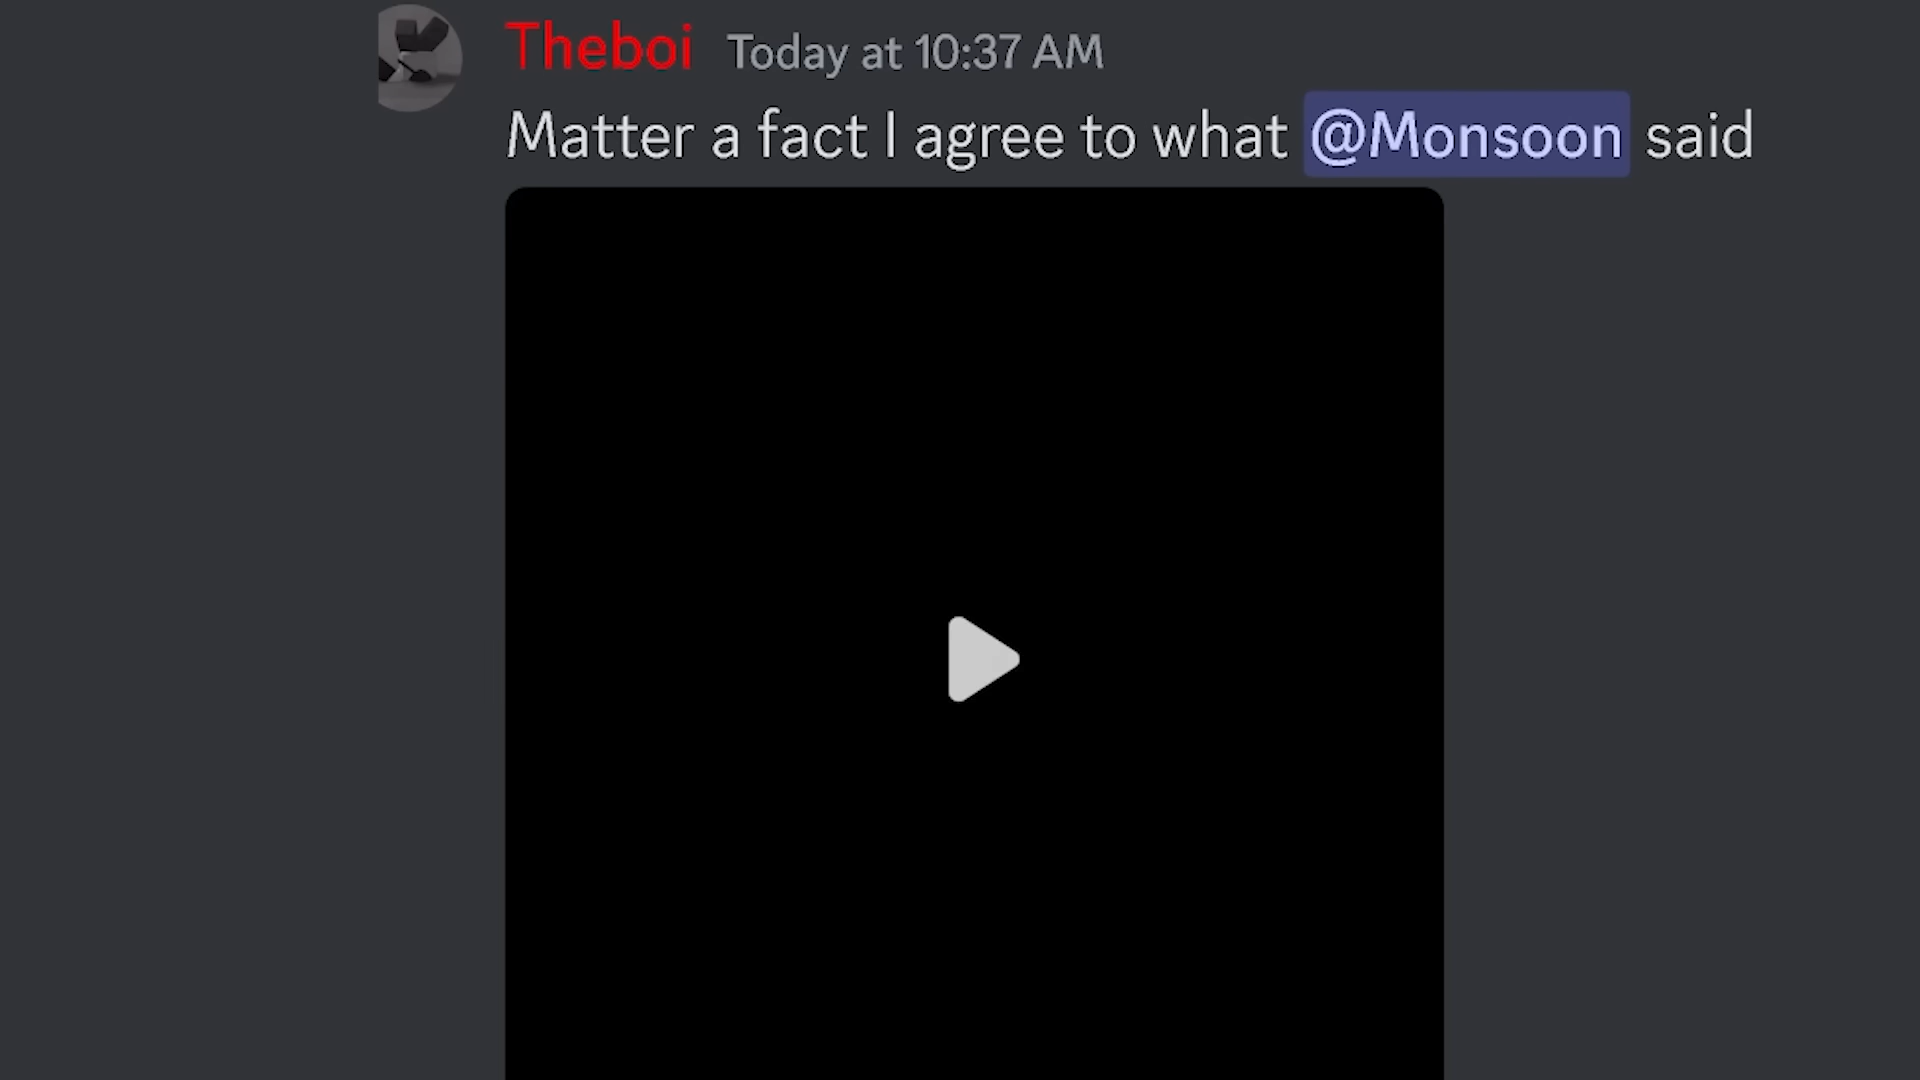 Theboi Today at 10:37 AM
Matter a fact I agree to what @Monsoon said